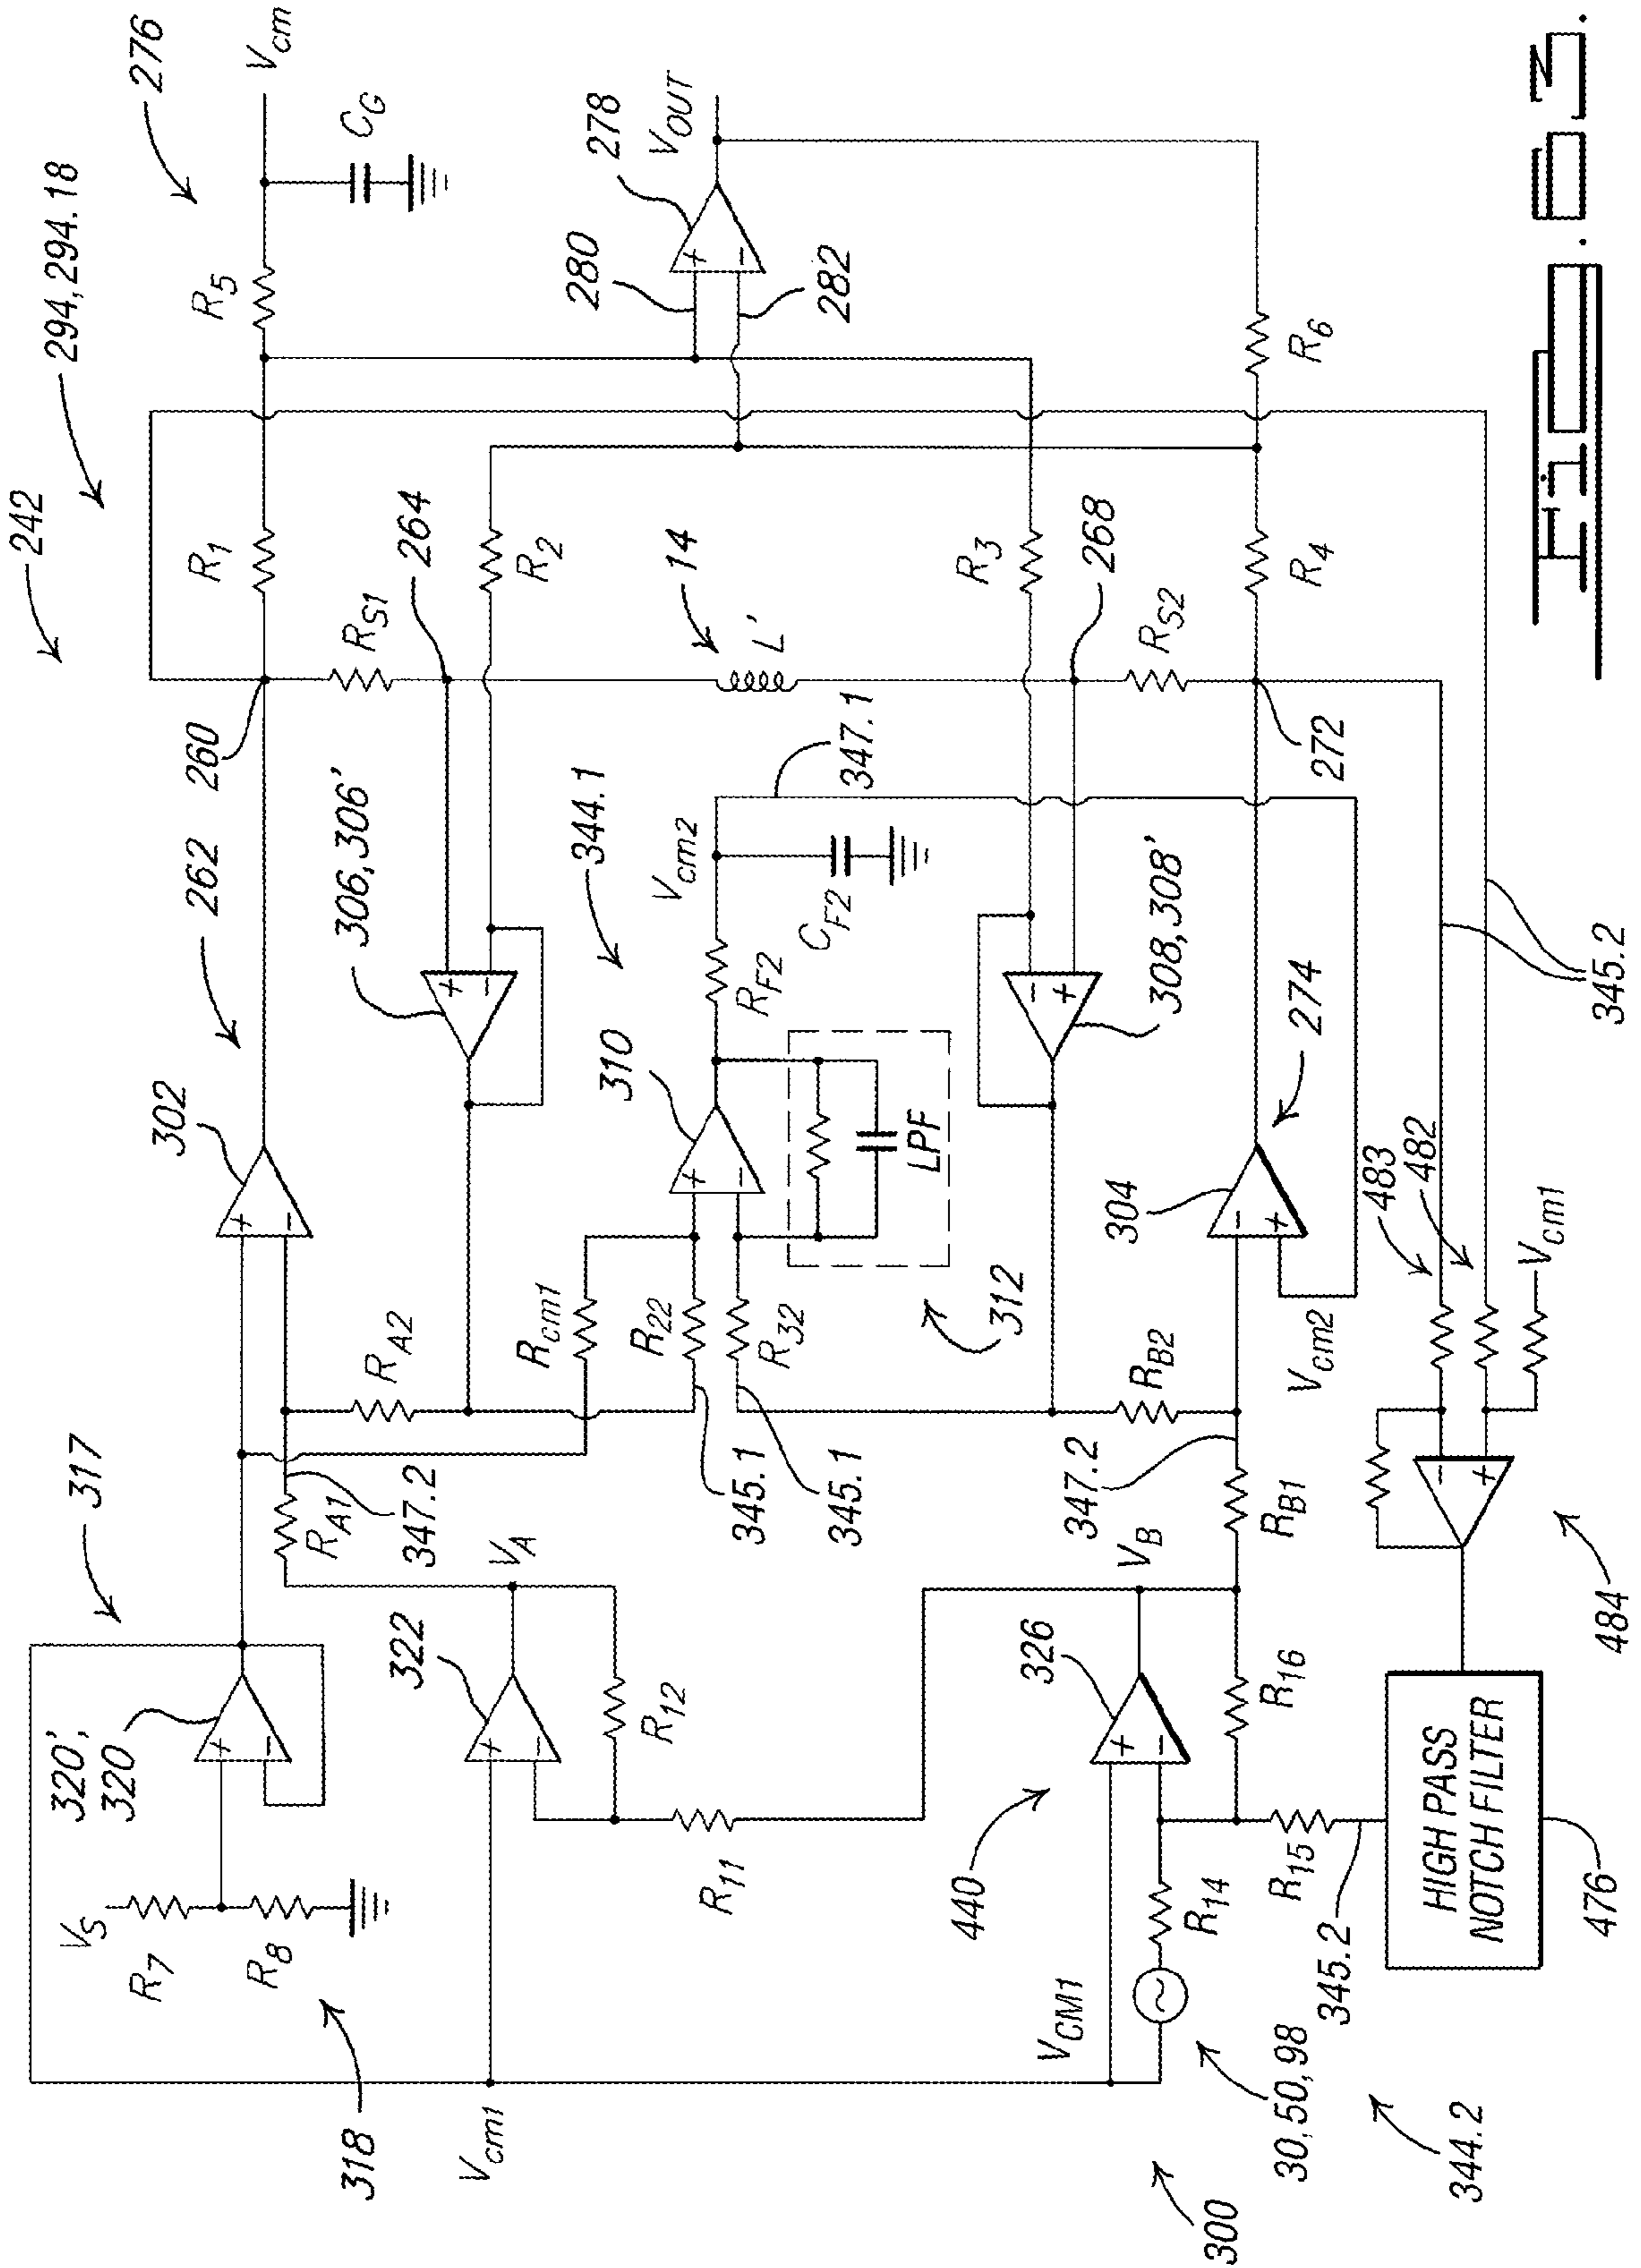 242
294, 294.18
276
262
260
R1
R5
Vcm
CG
302
317
320',
320
VS
R7
R8
318
RA1
347.2
RA2
306, 306'
RS1
264
R2
280
278
VOUT
282
322
VA
R12
Vcm1
Rcm1
R22
R32
345.1
345.1
310
344.1
RF2
Vcm2
CF2
347.1
LPF
312
14
L'
R3
268
RS2
R4
R6
272
308, 308'
R11
440
326
VB
347.2
RB1
RB2
304
274
Vcm2
VCM1
R14
R16
R15
30, 50, 98
300
345.2
344.2
HIGH PASS
NOTCH FILTER
476
484
483
482
Vcm1
345.2